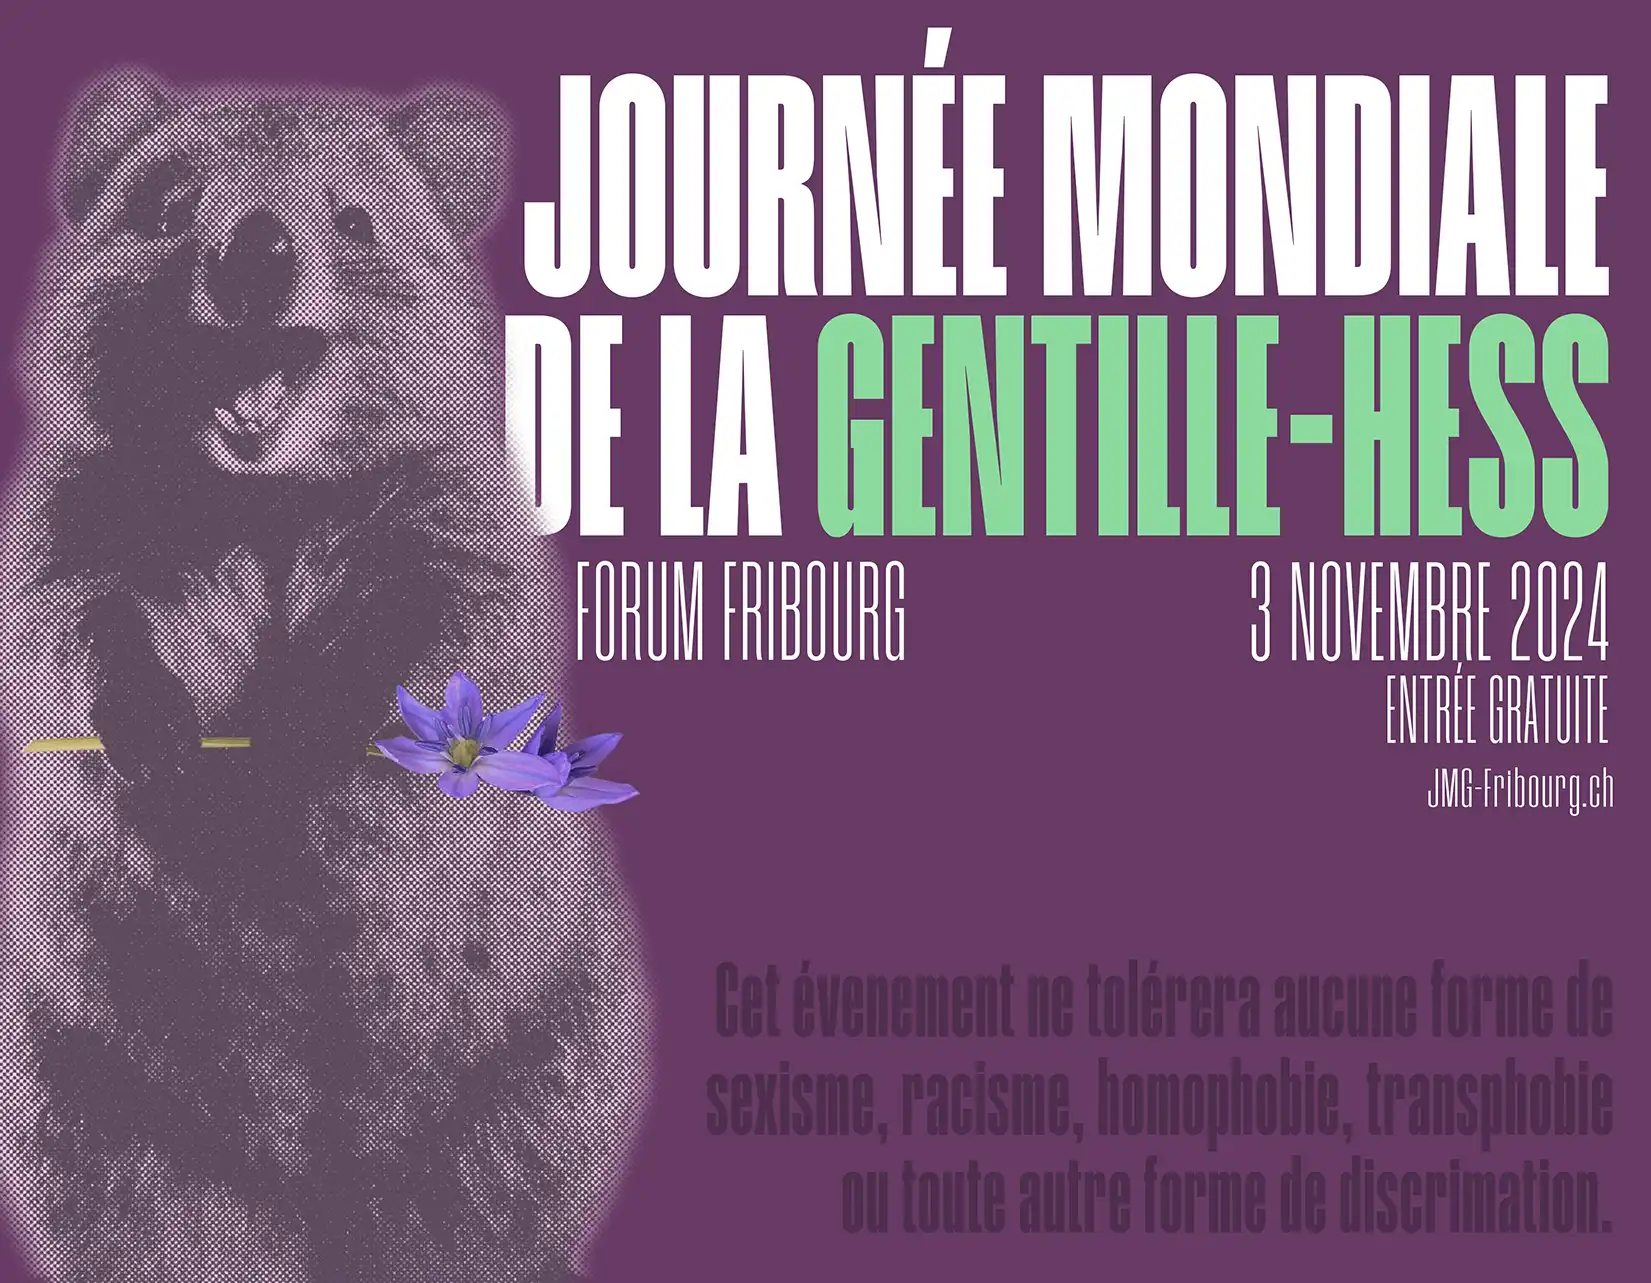 JOURNÉE MONDIALE
DE LA GENTILLE-HESS
FORUM FRIBOURG
3 NOVEMBRE 2024
ENTRÉE GRATUITE
JMG-Fribourg.ch
Cet évenement ne tolérera aucune forme de
sexisme, racisme, homophobie, transphobie
ou toute autre forme de discrimation.